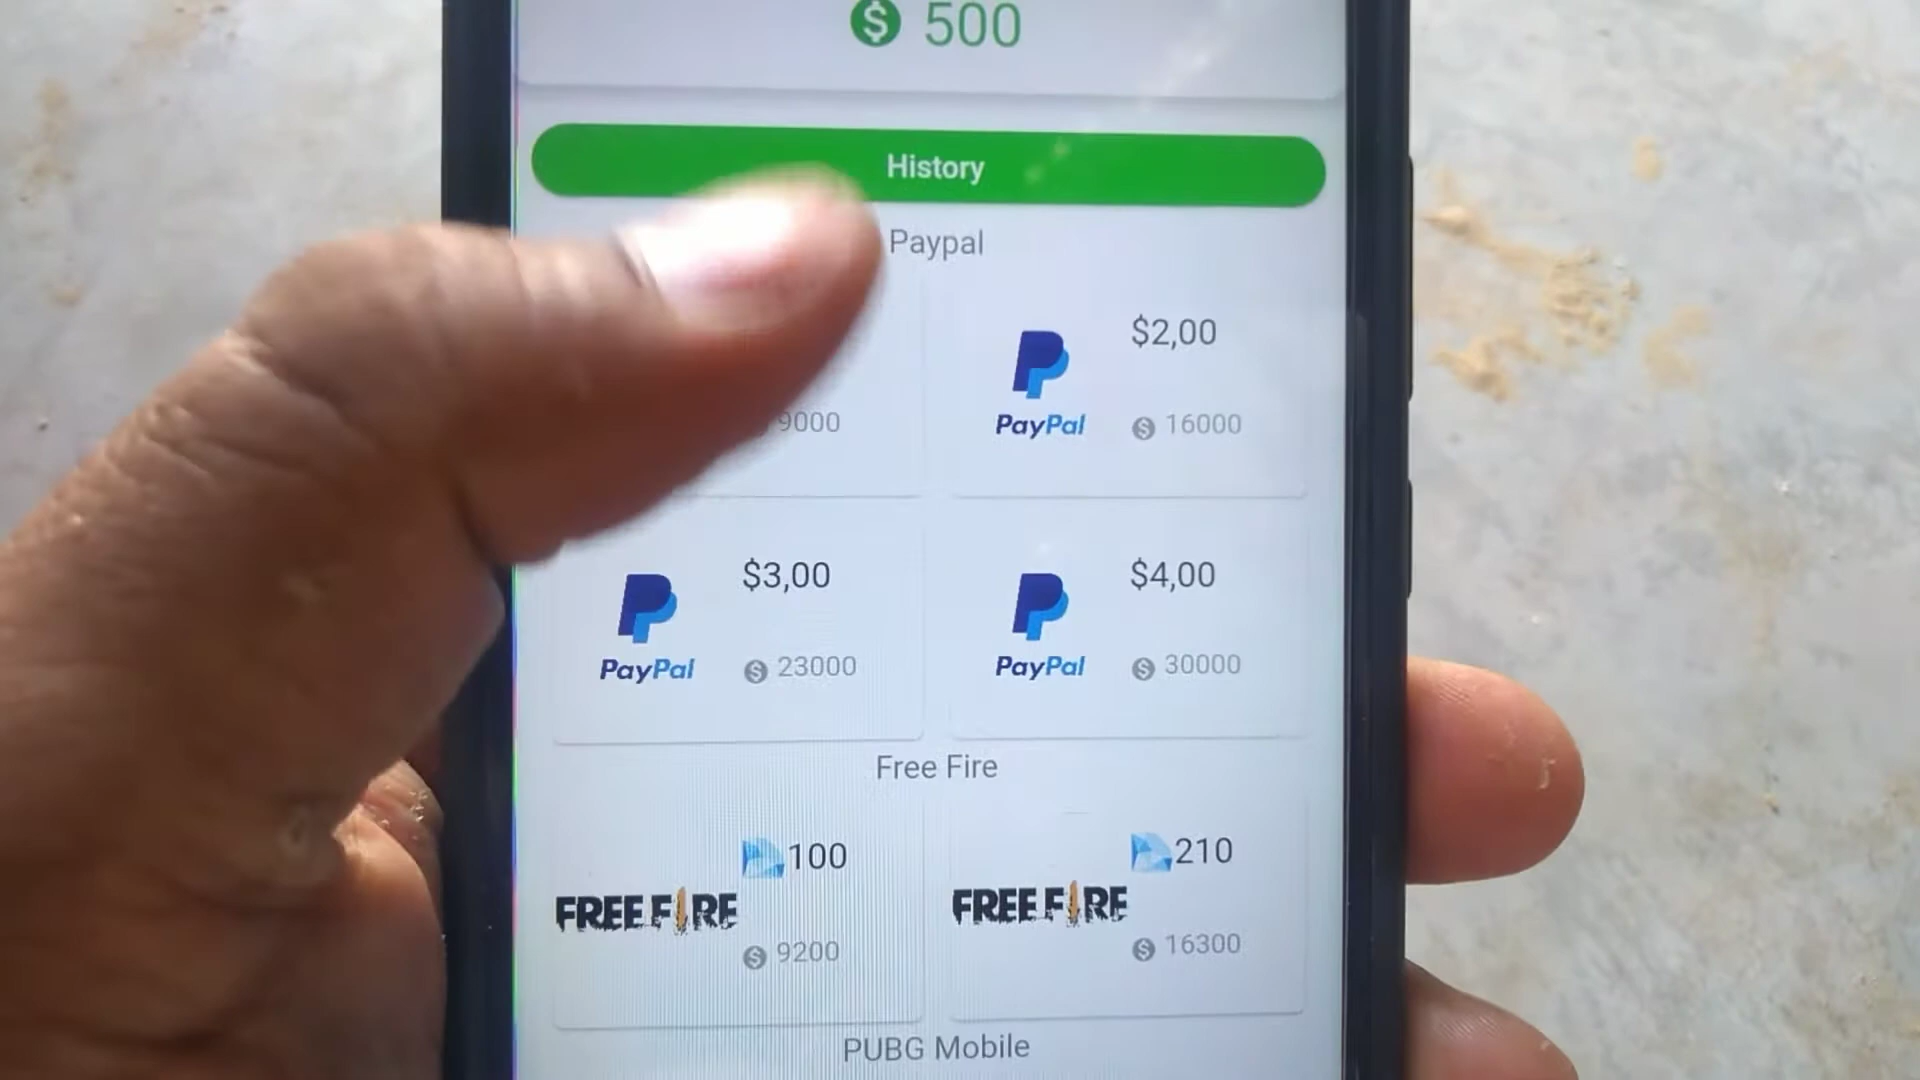 500
History
Paypal
$2,00
PayPal
9000
16000
$3,00
$4,00
PayPal
23000
PayPal
30000
Free Fire
100
210
FREE FIRE
FREE FIRE
9200
16300
PUBG Mobile